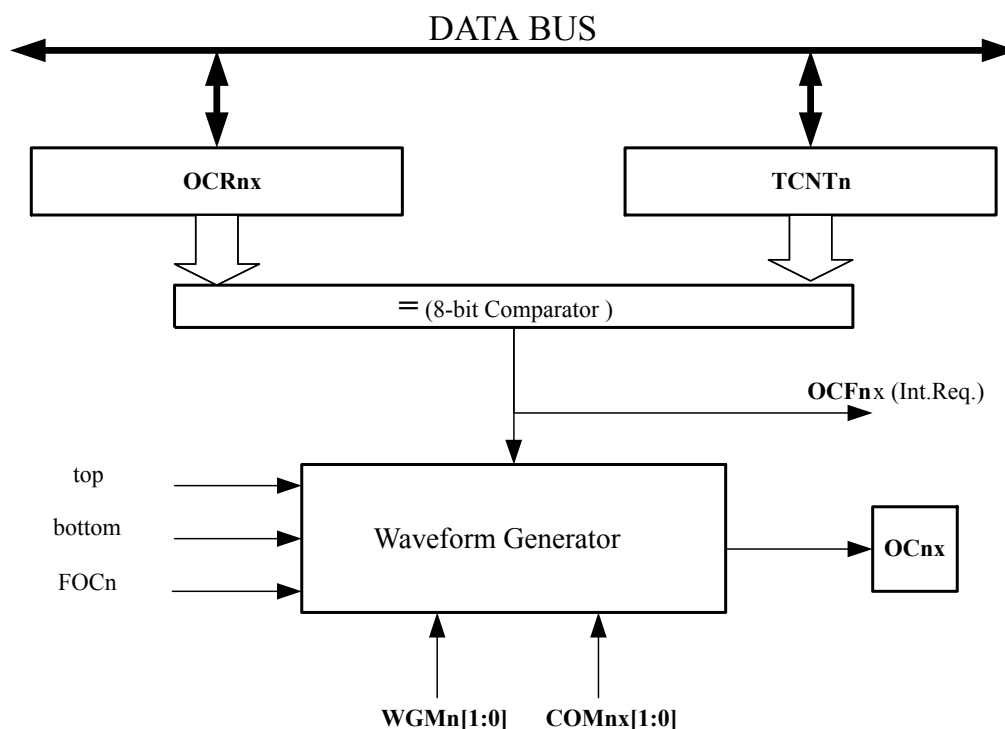 DATA BUS
OCRnx
TCNTn
= (8-bit Comparator )
OCFnx (Int.Req.)
top
bottom
FOCn
Waveform Generator
OCnx
WGMn[1:0]
COMnx[1:0]